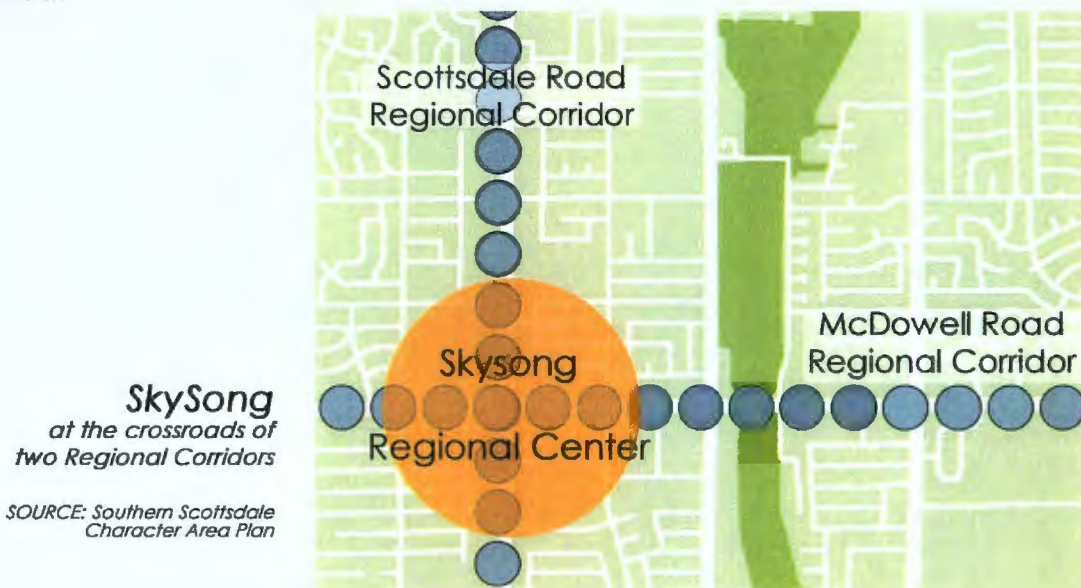 Scottsdale Road
Regional Corridor
McDowell Road
Regional Corridor
Skysong
Regional Center
SkySong
at the crossroads of
two Regional Corridors
SOURCE: Southern Scottsdale
Character Area Plan